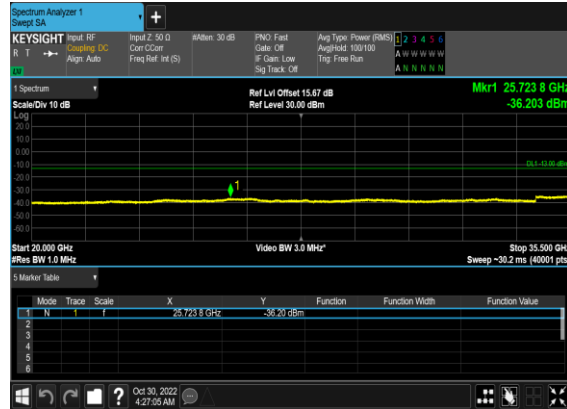 Spectrum Analyzer 1
Swept SA
KEYSIGHT
R T
Input: RF
Coupling: DC
Align: Auto
Input Z: 50 Ω
Corr CCorr
Freq Ref: Int (S)
#Atten: 30 dB
PNO: Fast
Gate: Off
IF Gain: Low
Sig Track: Off
Avg Type: Power (RMS)
Avg|Hold: 100/100
Trig: Free Run
1 2 3 4 5 6
A W W W W W
A N N N N N
1 Spectrum
Scale/Div 10 dB
Ref Lvl Offset 15.67 dB
Ref Level 30.00 dBm
Mkr1 25.723 8 GHz
-36.203 dBm
Log
20.0
10.0
0.00
-10.0
-20.0
-30.0
-40.0
-50.0
-60.0
DL1 -13.00 dBm
1
Start 20.000 GHz
#Res BW 1.0 MHz
Video BW 3.0 MHz*
Stop 35.500 GHz
Sweep ~30.2 ms (40001 pts)
5 Marker Table
Mode Trace Scale X Y Function Function Width Function Value
1 N 1 f 25.723 8 GHz -36.20 dBm
2
3
4
5
6
?
Oct 30, 2022
4:27:05 AM